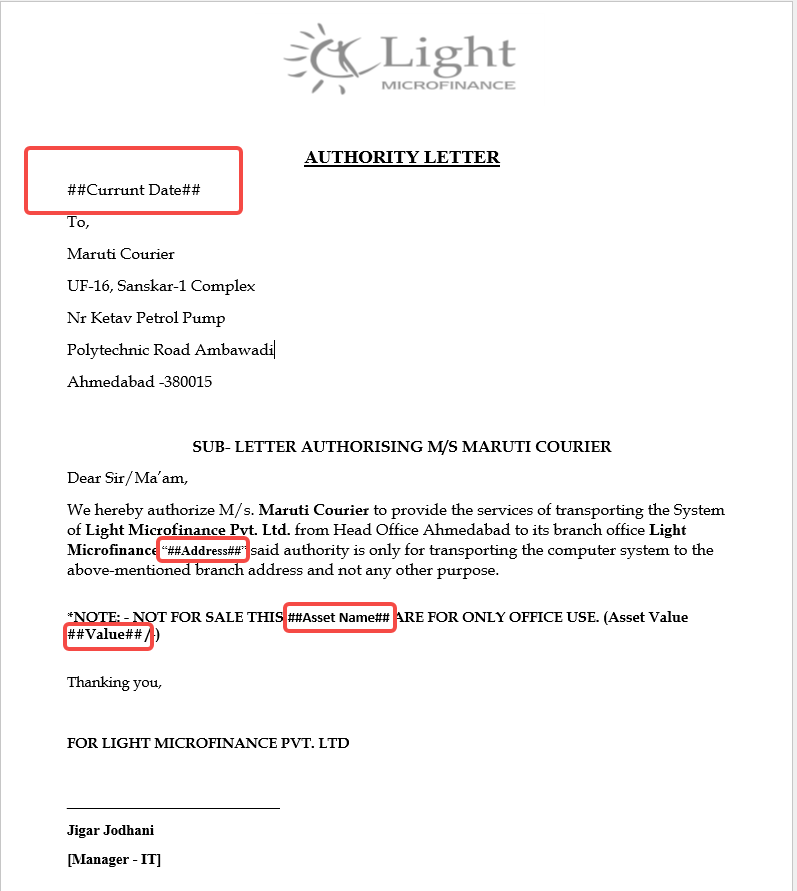 Light
MICROFINANCE
AUTHORITY LETTER
##Currunt Date##
To,
Maruti Courier
UF-16, Sanskar-1 Complex
Nr Ketav Petrol Pump
Polytechnic Road Ambawadi
Ahmedabad -380015
SUB- LETTER AUTHORISING M/S MARUTI COURIER
Dear Sir/Ma’am,
We hereby authorize M/s. Maruti Courier to provide the services of transporting the System
of Light Microfinance Pvt. Ltd. from Head Office Ahmedabad to its branch office Light
Microfinance “##Address##” said authority is only for transporting the computer system to the
above-mentioned branch address and not any other purpose.
*NOTE: - NOT FOR SALE THIS ##Asset Name## ARE FOR ONLY OFFICE USE. (Asset Value
##Value##/-)
Thanking you,
FOR LIGHT MICROFINANCE PVT. LTD
Jigar Jodhani
[Manager - IT]